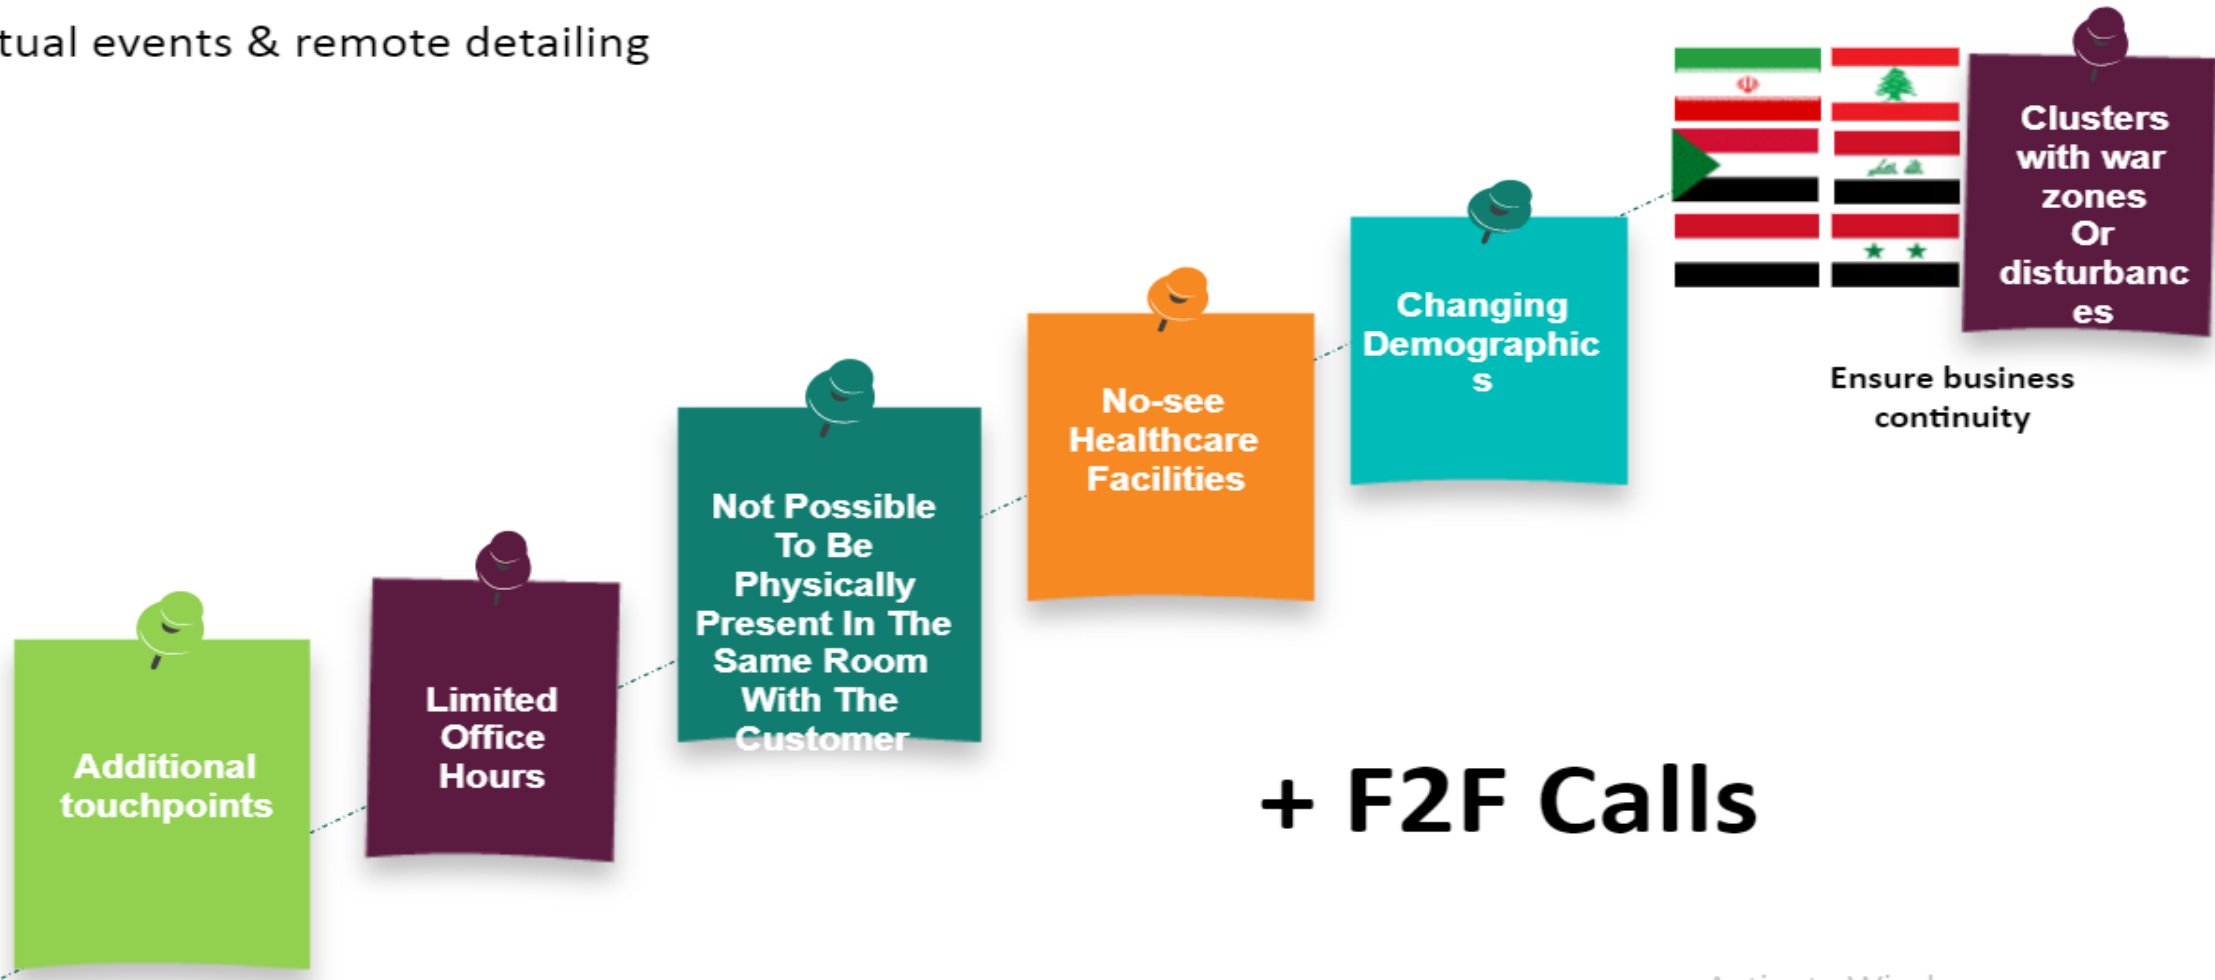 tual events & remote detailing
Clusters
with war
zones
Or
disturbanc
es
Ensure business
continuity
Changing
Demographic
s
No-see
Healthcare
Facilities
Not Possible
To Be
Physically
Present In The
Same Room
With The
Customer
Limited
Office
Hours
Additional
touchpoints
+ F2F Calls